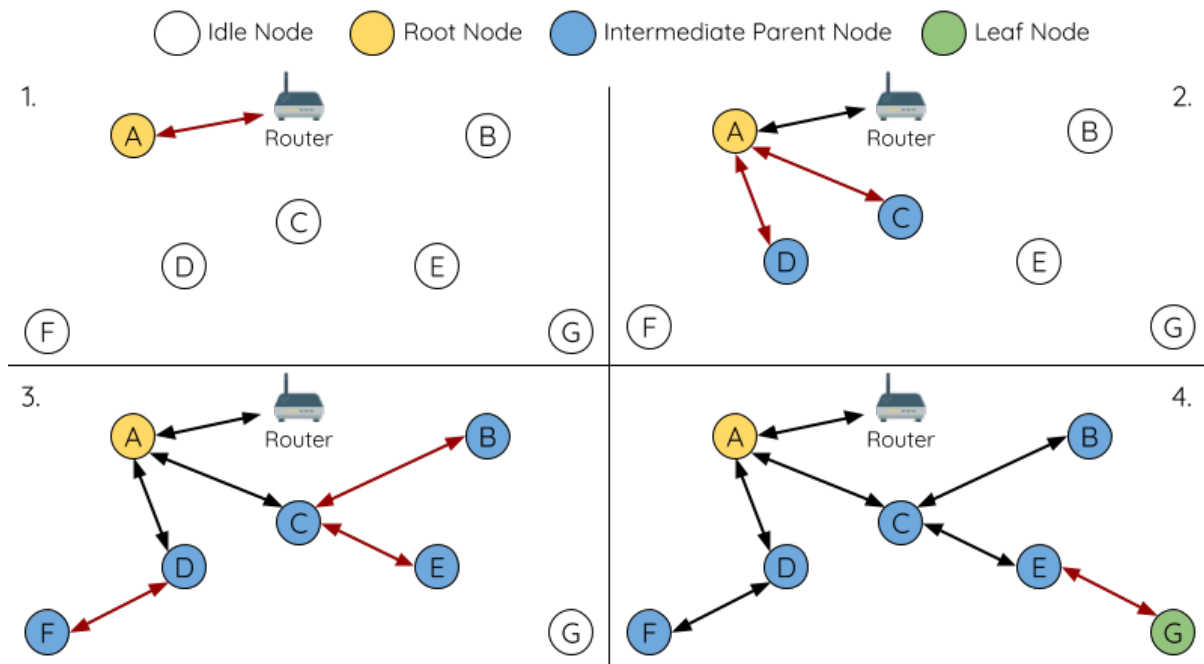 Idle Node
Root Node
Intermediate Parent Node
Leaf Node
1.
A
Router
B
C
D
E
F
G
2.
A
Router
B
C
D
E
F
G
3.
A
Router
B
C
D
E
F
G
4.
A
Router
B
C
D
E
F
G